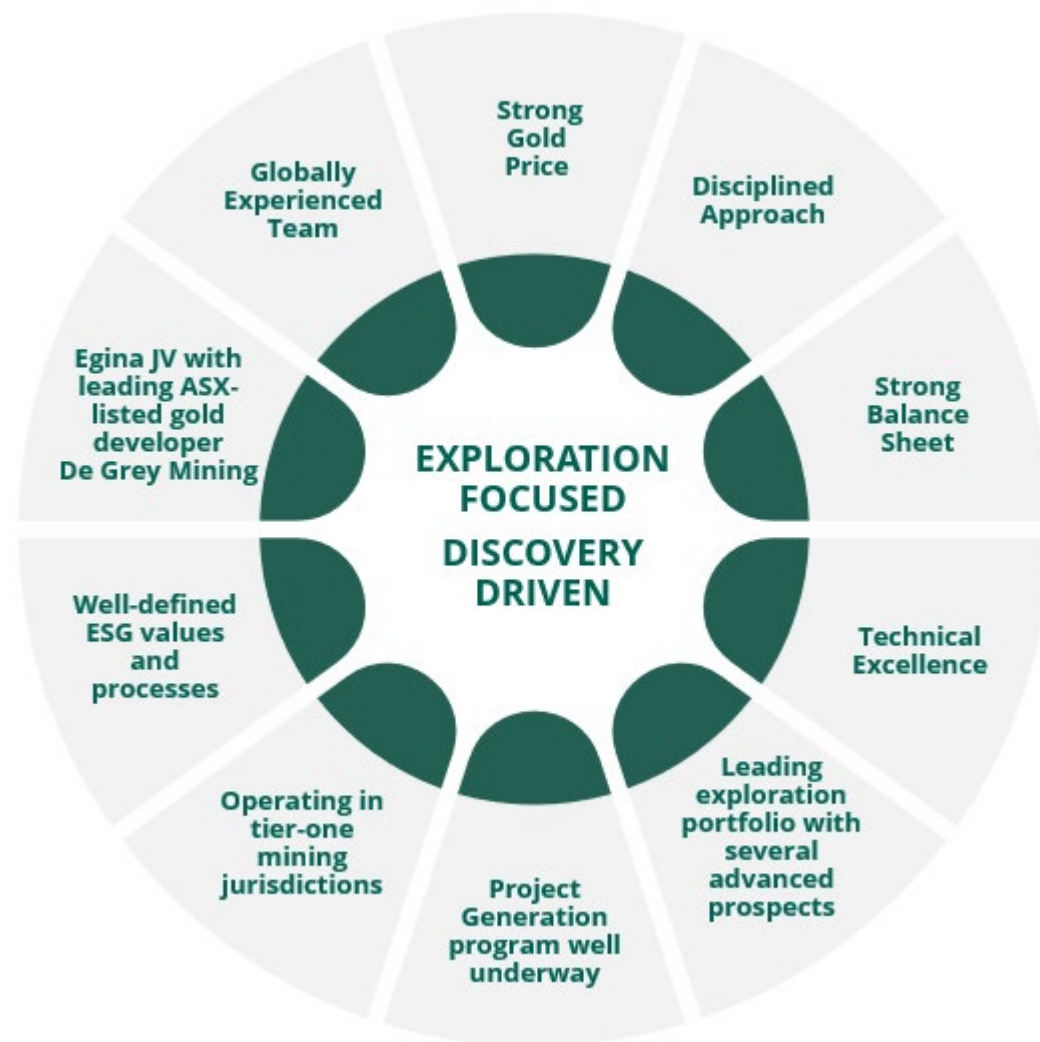 Strong
Gold
Price
Disciplined
Approach
Strong
Balance
Sheet
Technical
Excellence
Leading
exploration
portfolio with
several
advanced
prospects
Project
Generation
program well
underway
Operating in
tier-one
mining
jurisdictions
Well-defined
ESG values
and
processes
Egina JV with
leading ASX-
listed gold
developer
De Grey Mining
Globally
Experienced
Team
EXPLORATION
FOCUSED
DISCOVERY
DRIVEN